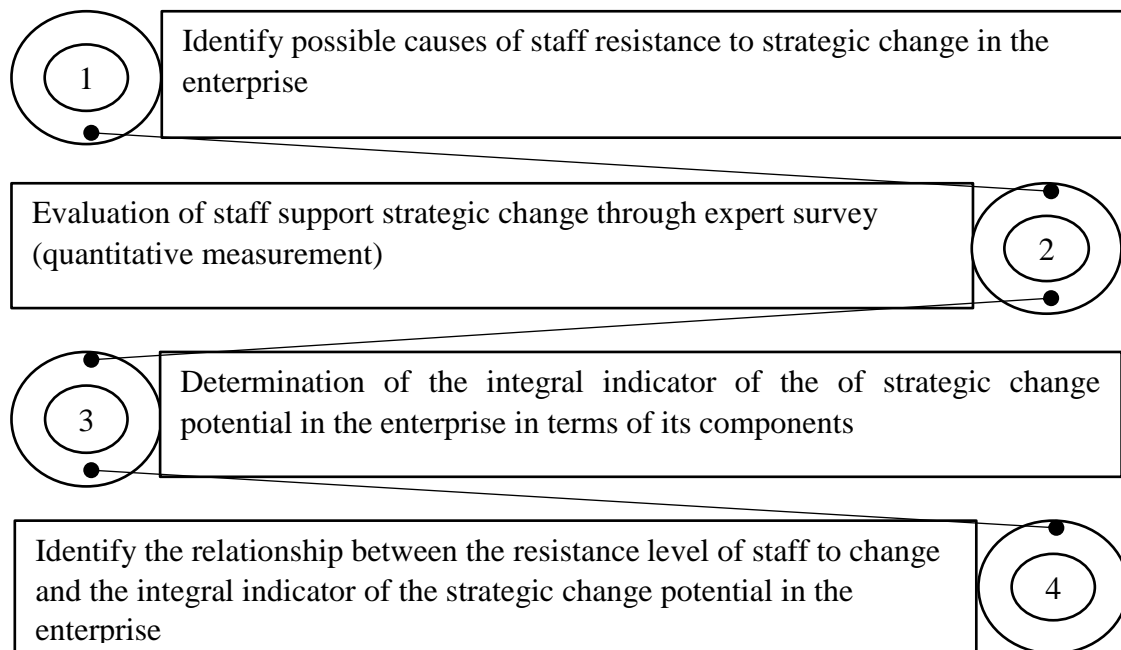 1
Identify possible causes of staff resistance to strategic change in the
enterprise
Evaluation of staff support strategic change through expert survey
(quantitative measurement)
2
3
Determination of the integral indicator of the of strategic change
potential in the enterprise in terms of its components
Identify the relationship between the resistance level of staff to change
and the integral indicator of the strategic change potential in the
enterprise
4